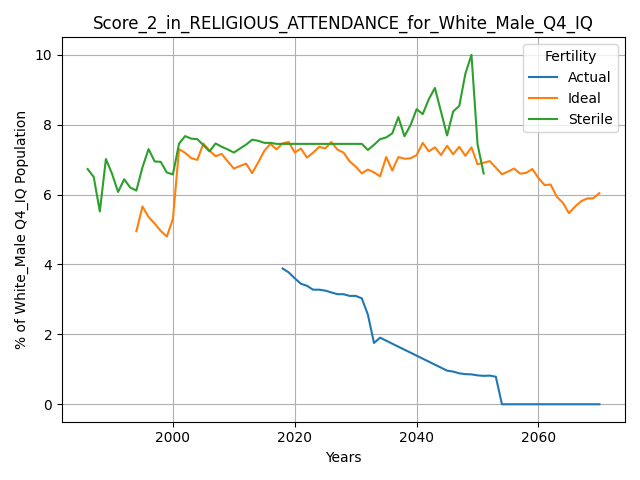 Score_2_in_RELIGIOUS_ATTENDANCE_for_White_Male_Q4_IQ
Fertility
Actual
Ideal
Sterile
% of White_Male Q4_IQ Population
10
8
6
4
2
0
2000 2020 2040 2060
Years